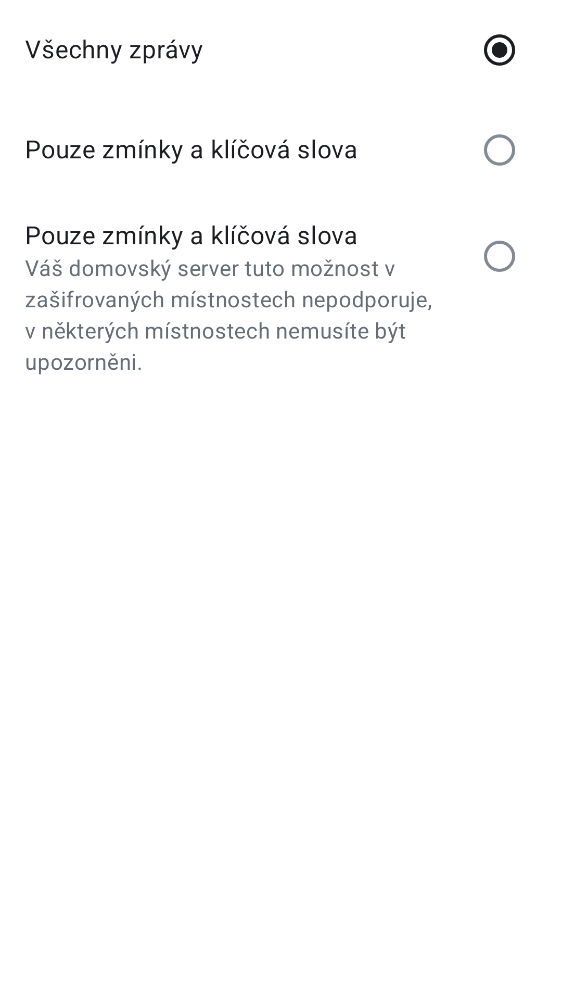 Všechny zprávy
Pouze zmínky a klíčová slova
Pouze zmínky a klíčová slova
Váš domovský server tuto možnost v
zašifrovaných místnostech nepodporuje,
v některých místnostech nemusíte být
upozorněni.